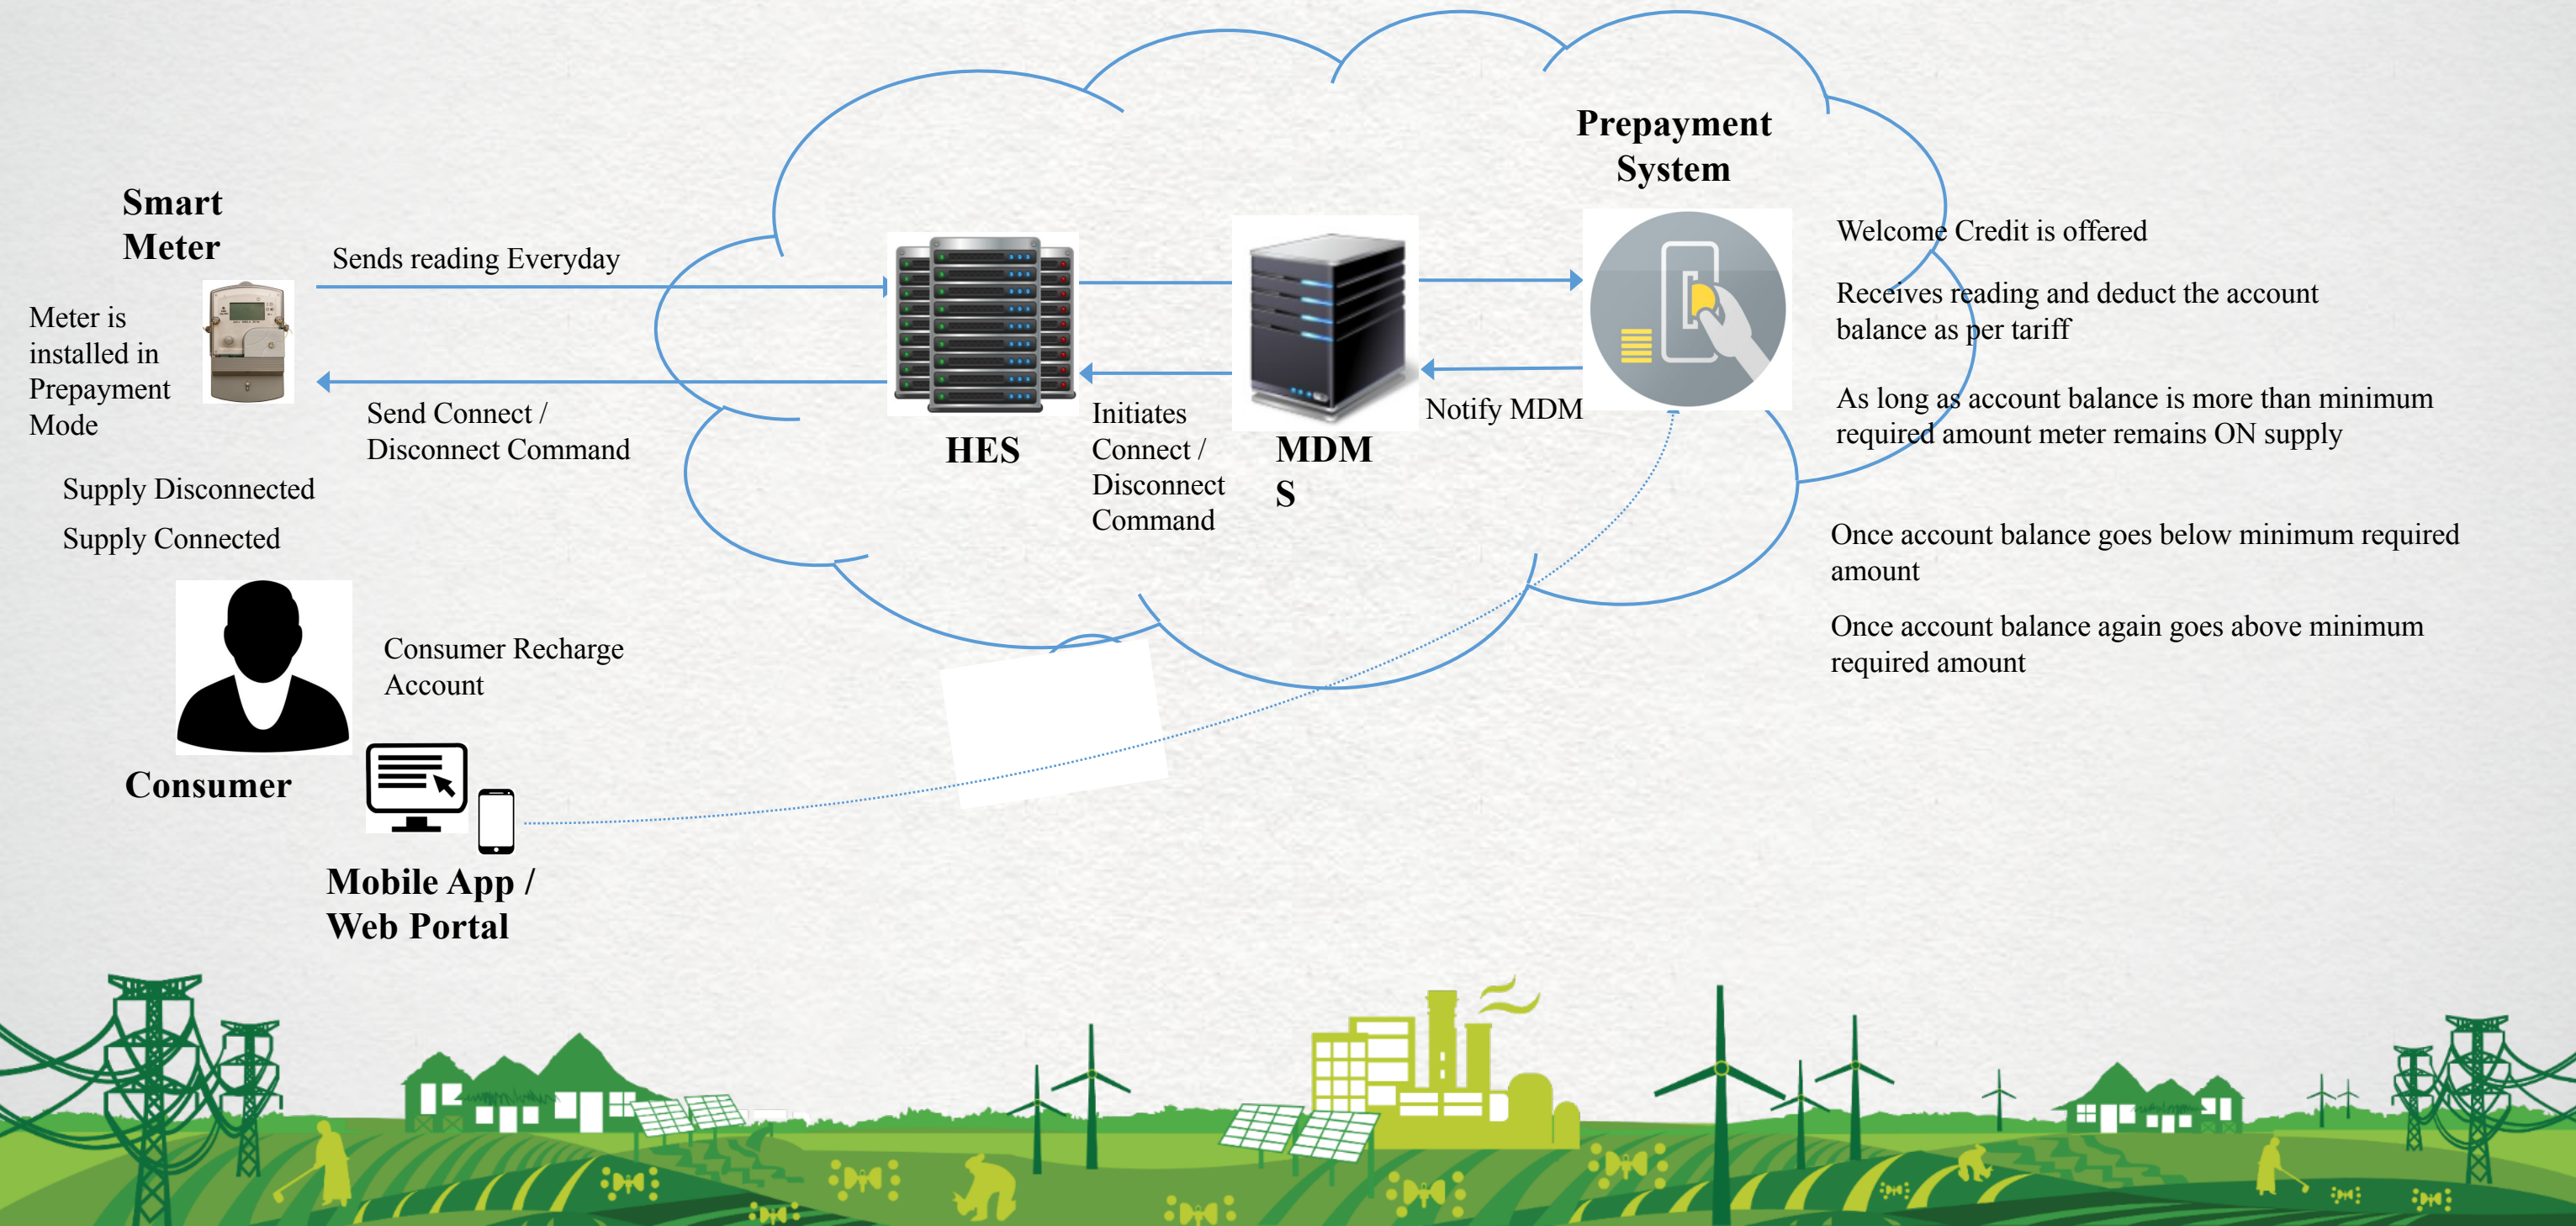 Prepayment
System
Smart
Meter
Sends reading Everyday
Welcome Credit is offered
Receives reading and deduct the account
balance as per tariff
Meter is
installed in
Prepayment
Mode
Send Connect /
Disconnect Command
HES
Initiates
Connect /
Disconnect
Command
MDM
S
Notify MDM
As long as account balance is more than minimum
required amount meter remains ON supply
Supply Disconnected
Supply Connected
Once account balance goes below minimum required
amount
Once account balance again goes above minimum
required amount
Consumer Recharge
Account
Consumer
Mobile App /
Web Portal